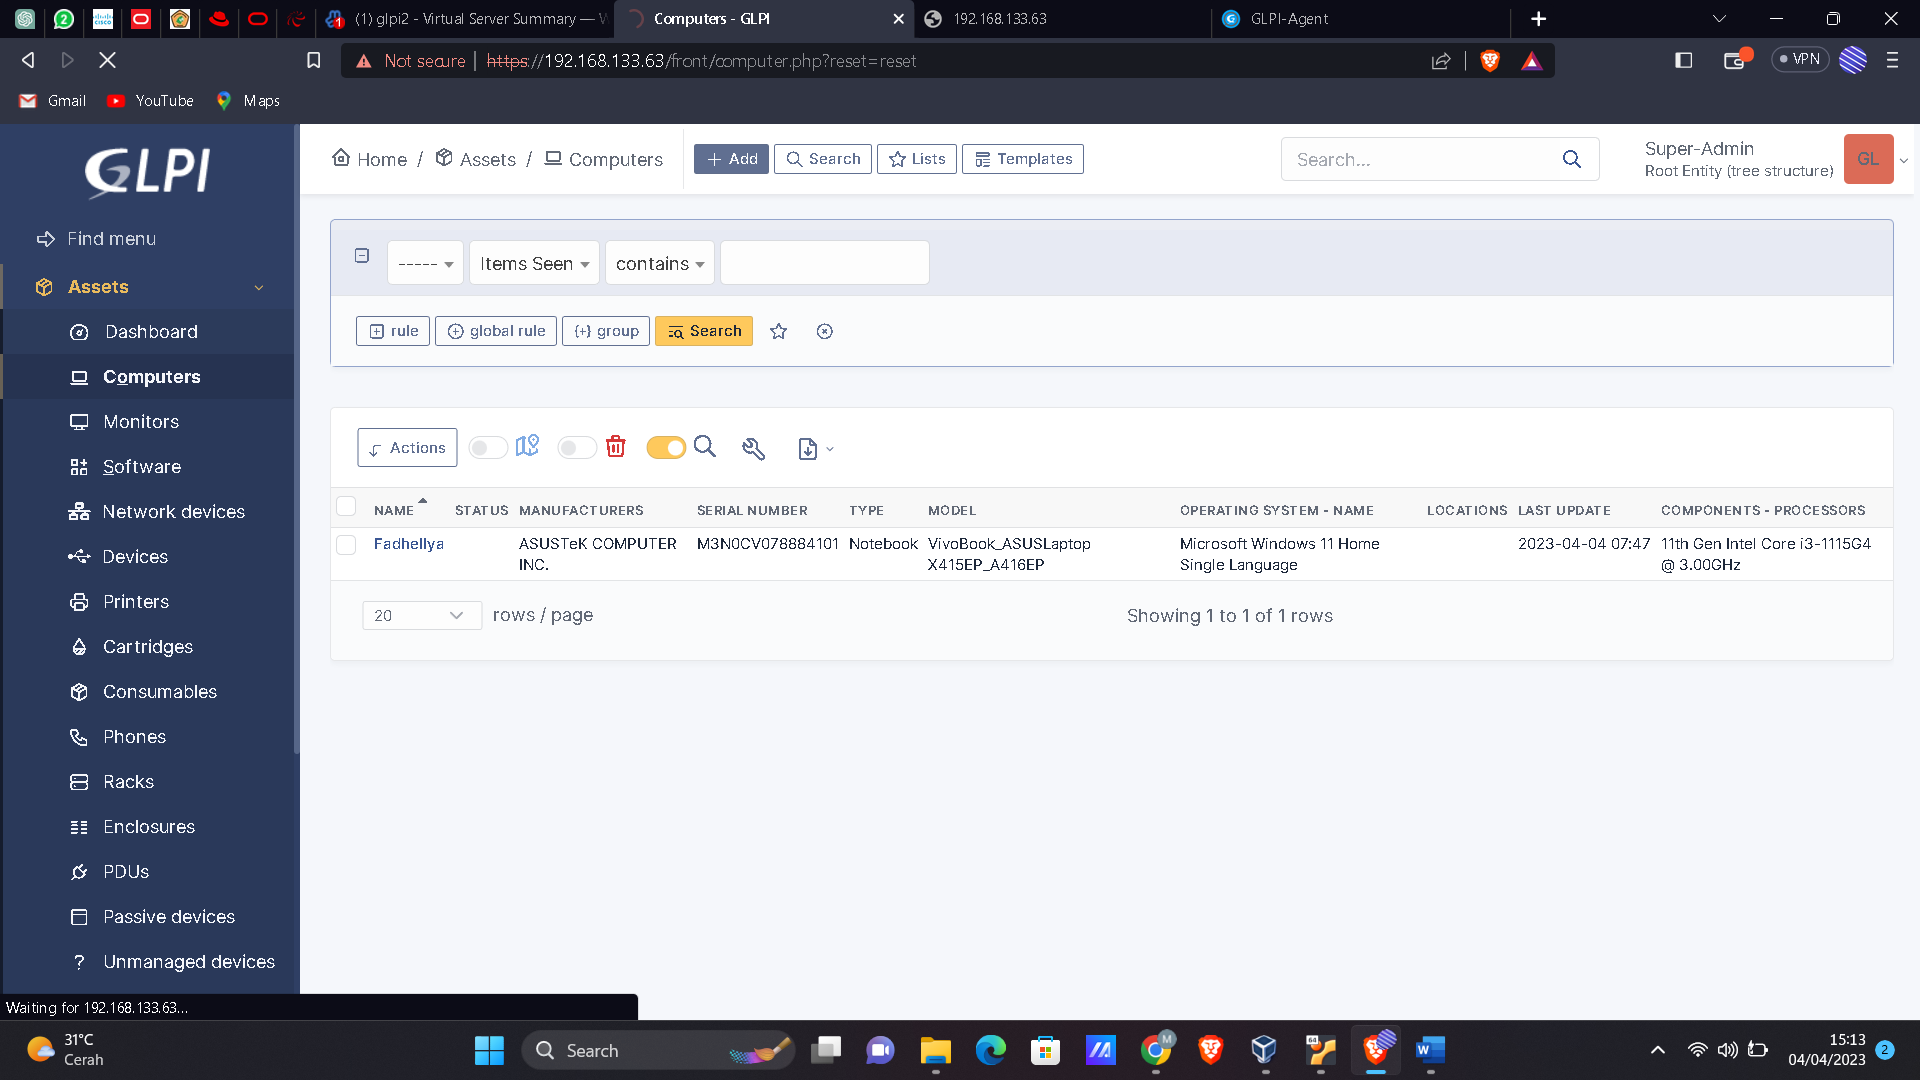 (1) glpi2 - Virtual Server Summary —
Computers - GLPI
192.168.133.63
GLPI-Agent
Not secure
https://192.168.133.63/front/computer.php?reset=reset
VPN
Gmail
YouTube
Maps
GLPI
Home / Assets / Computers
Add
Search
Lists
Templates
Search...
Super-Admin
Root Entity (tree structure)
GL
Find menu
Assets
Dashboard
Computers
Monitors
Software
Network devices
Devices
Printers
Cartridges
Consumables
Phones
Racks
Enclosures
PDUs
Passive devices
Unmanaged devices
-----
Items Seen
contains
rule
global rule
group
Search
Actions
NAME STATUS MANUFACTURERS SERIAL NUMBER TYPE MODEL OPERATING SYSTEM - NAME LOCATIONS LAST UPDATE COMPONENTS - PROCESSORS
Fadhellya ASUSTeK COMPUTER M3N0CV078884101 Notebook VivoBook_ASUSLaptop Microsoft Windows 11 Home 2023-04-04 07:47 11th Gen Intel Core i3-1115G4
INC. X415EP_A416EP Single Language @ 3.00GHz
20 rows / page Showing 1 to 1 of 1 rows
Waiting for 192.168.133.63...
31°C
Cerah
Search
15:13
04/04/2023
2